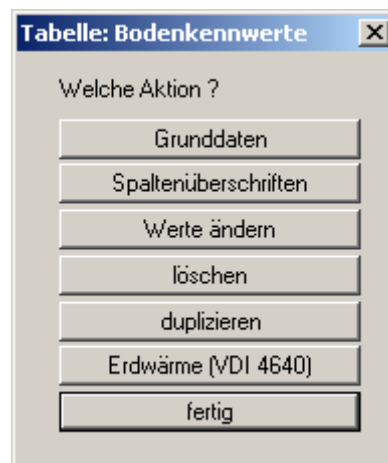 Tabelle: Bodenkennwerte
Welche Aktion ?
Grunddaten
Spaltenüberschriften
Werte ändern
löschen
duplizieren
Erdwärme (VDI 4640)
fertig